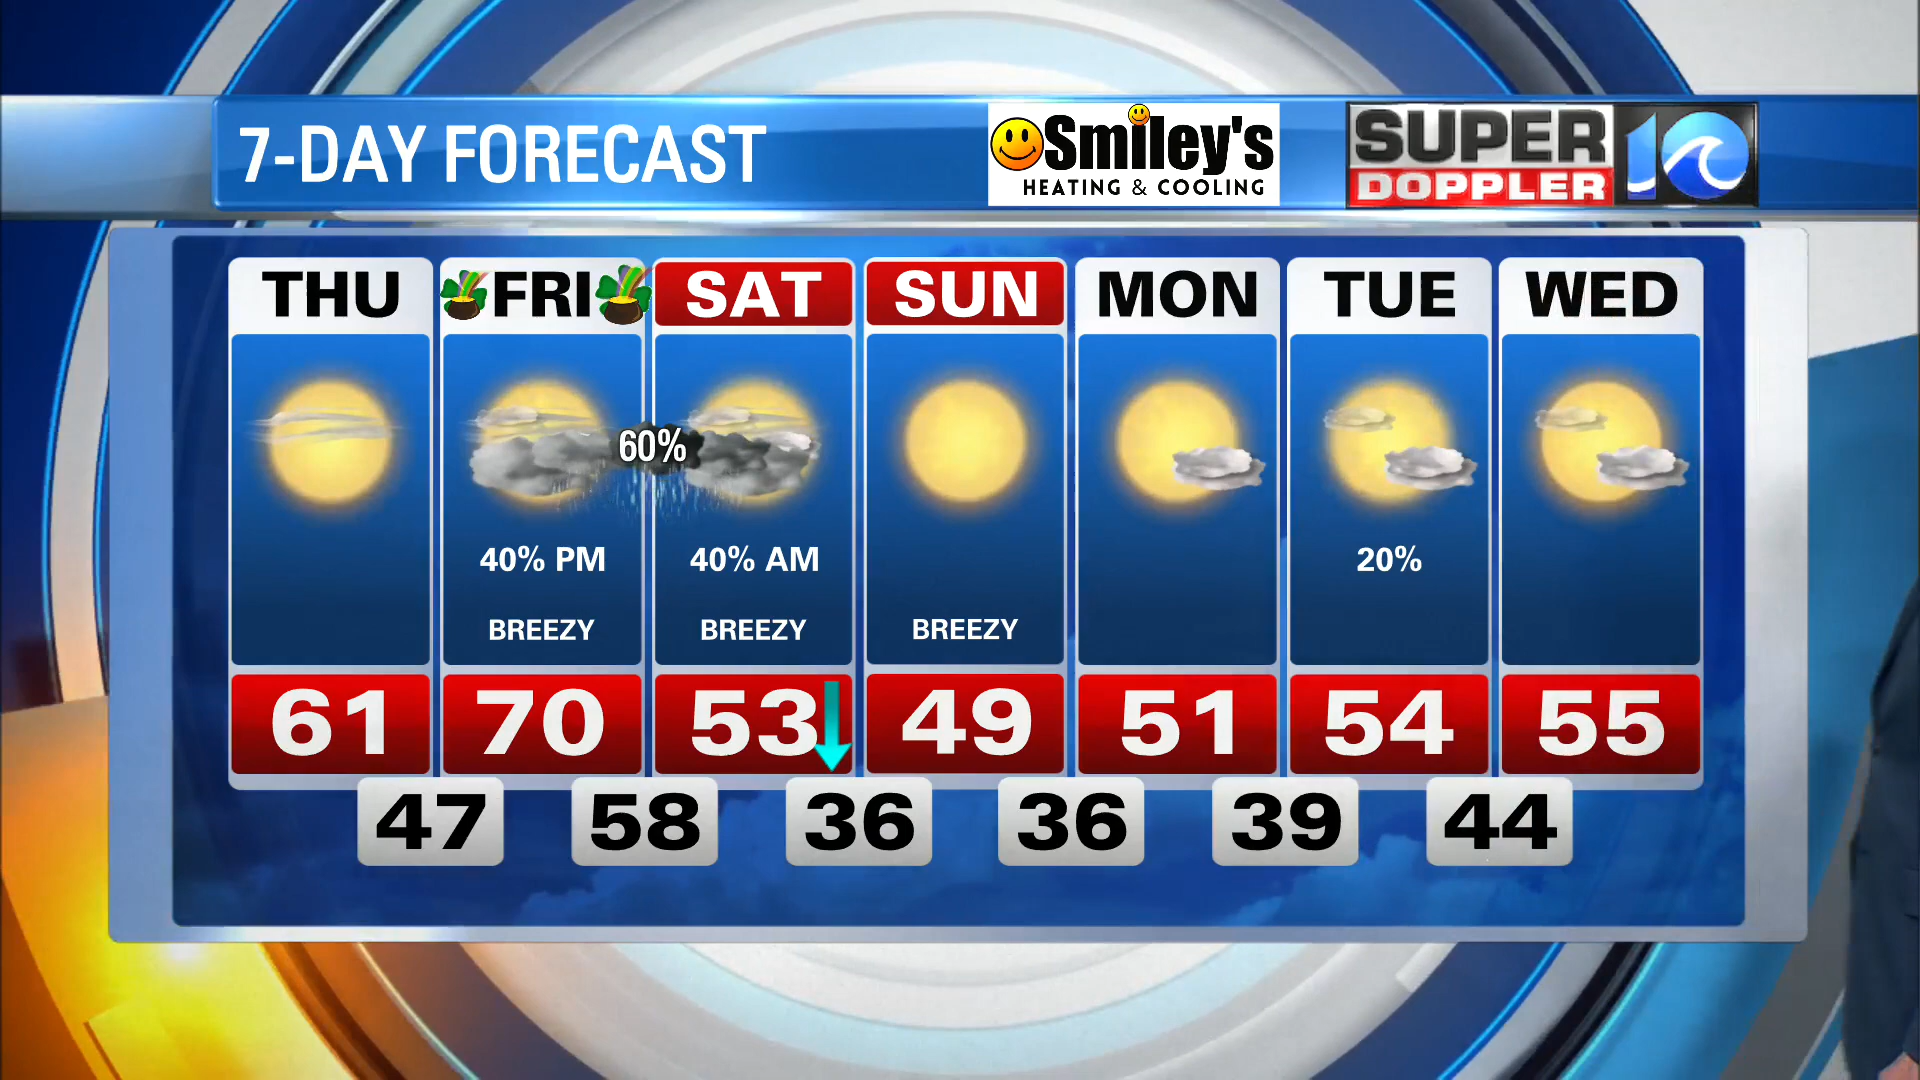 7-DAY FORECAST
Smiley's
HEATING & COOLING
SUPER
DOPPLER
10
THU
FRI
SAT
SUN
MON
TUE
WED
60%
40% PM
40% AM
20%
BREEZY
BREEZY
BREEZY
61
70
53
49
51
54
55
47
58
36
36
39
44